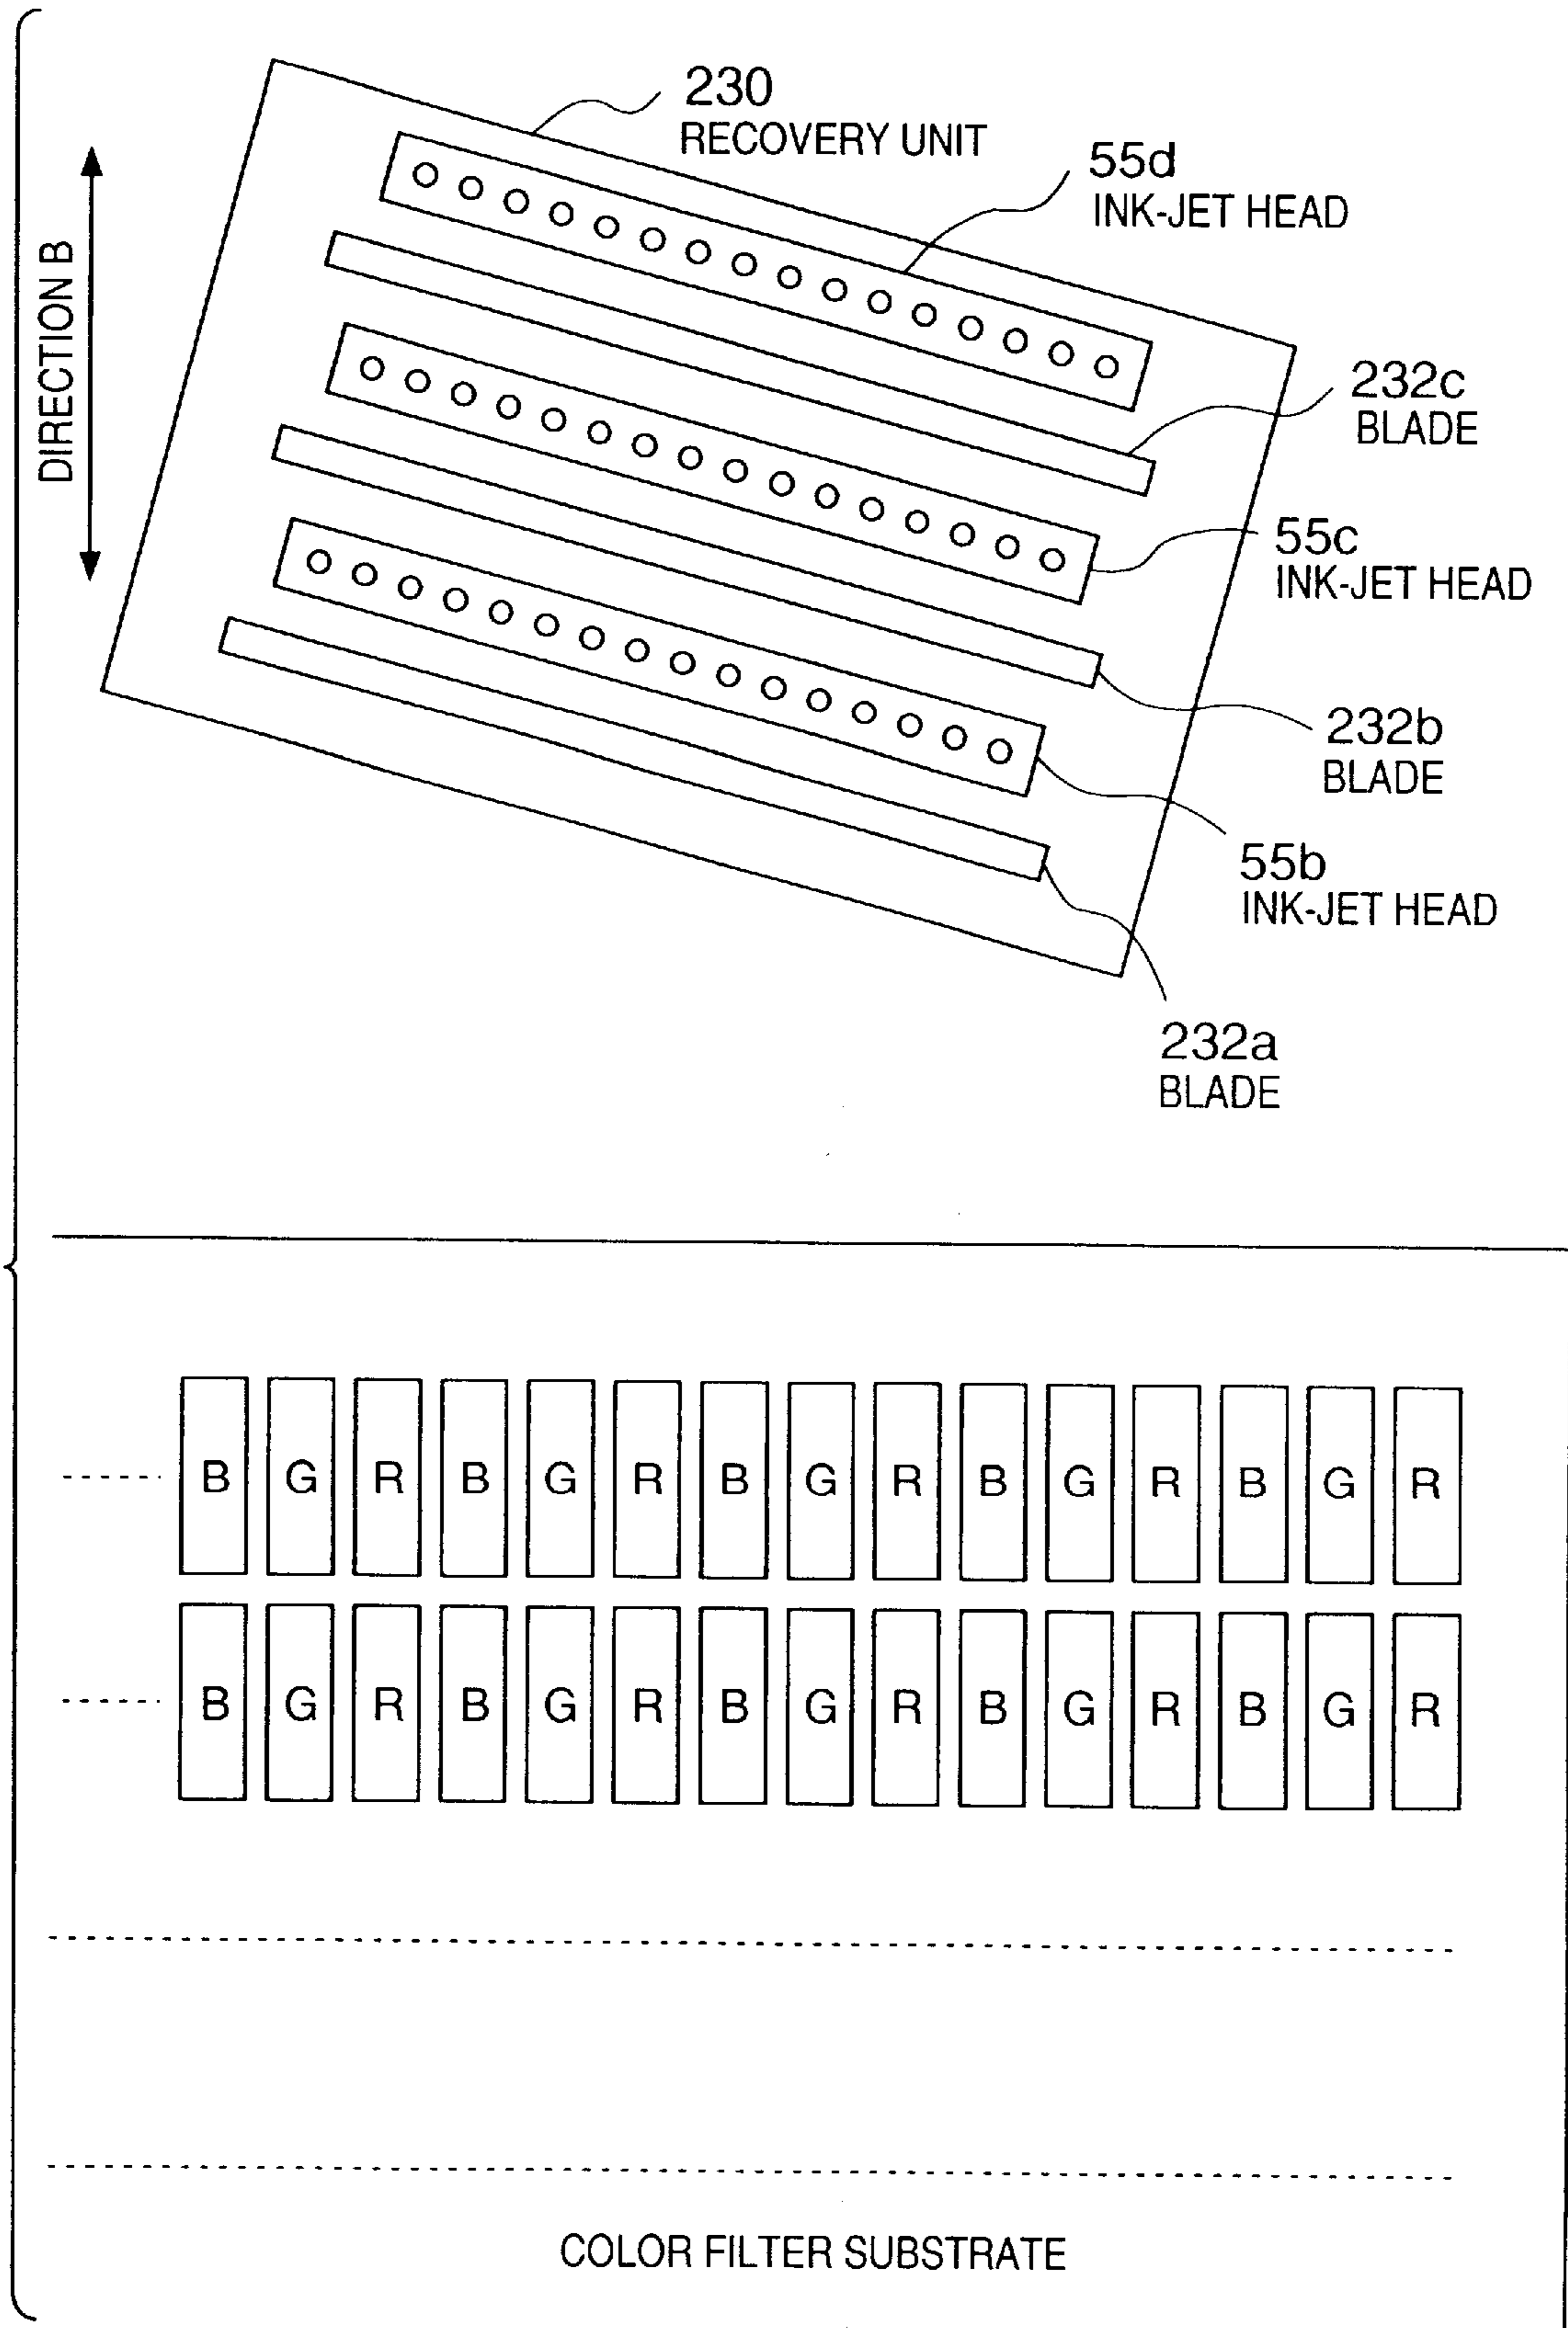 230
RECOVERY UNIT
55d
INK-JET HEAD
DIRECTION B
232c
BLADE
55c
INK-JET HEAD
232b
BLADE
55b
INK-JET HEAD
232a
BLADE
B G R B G R B G R B G R B G R
B G R B G R B G R B G R B G R
COLOR FILTER SUBSTRATE